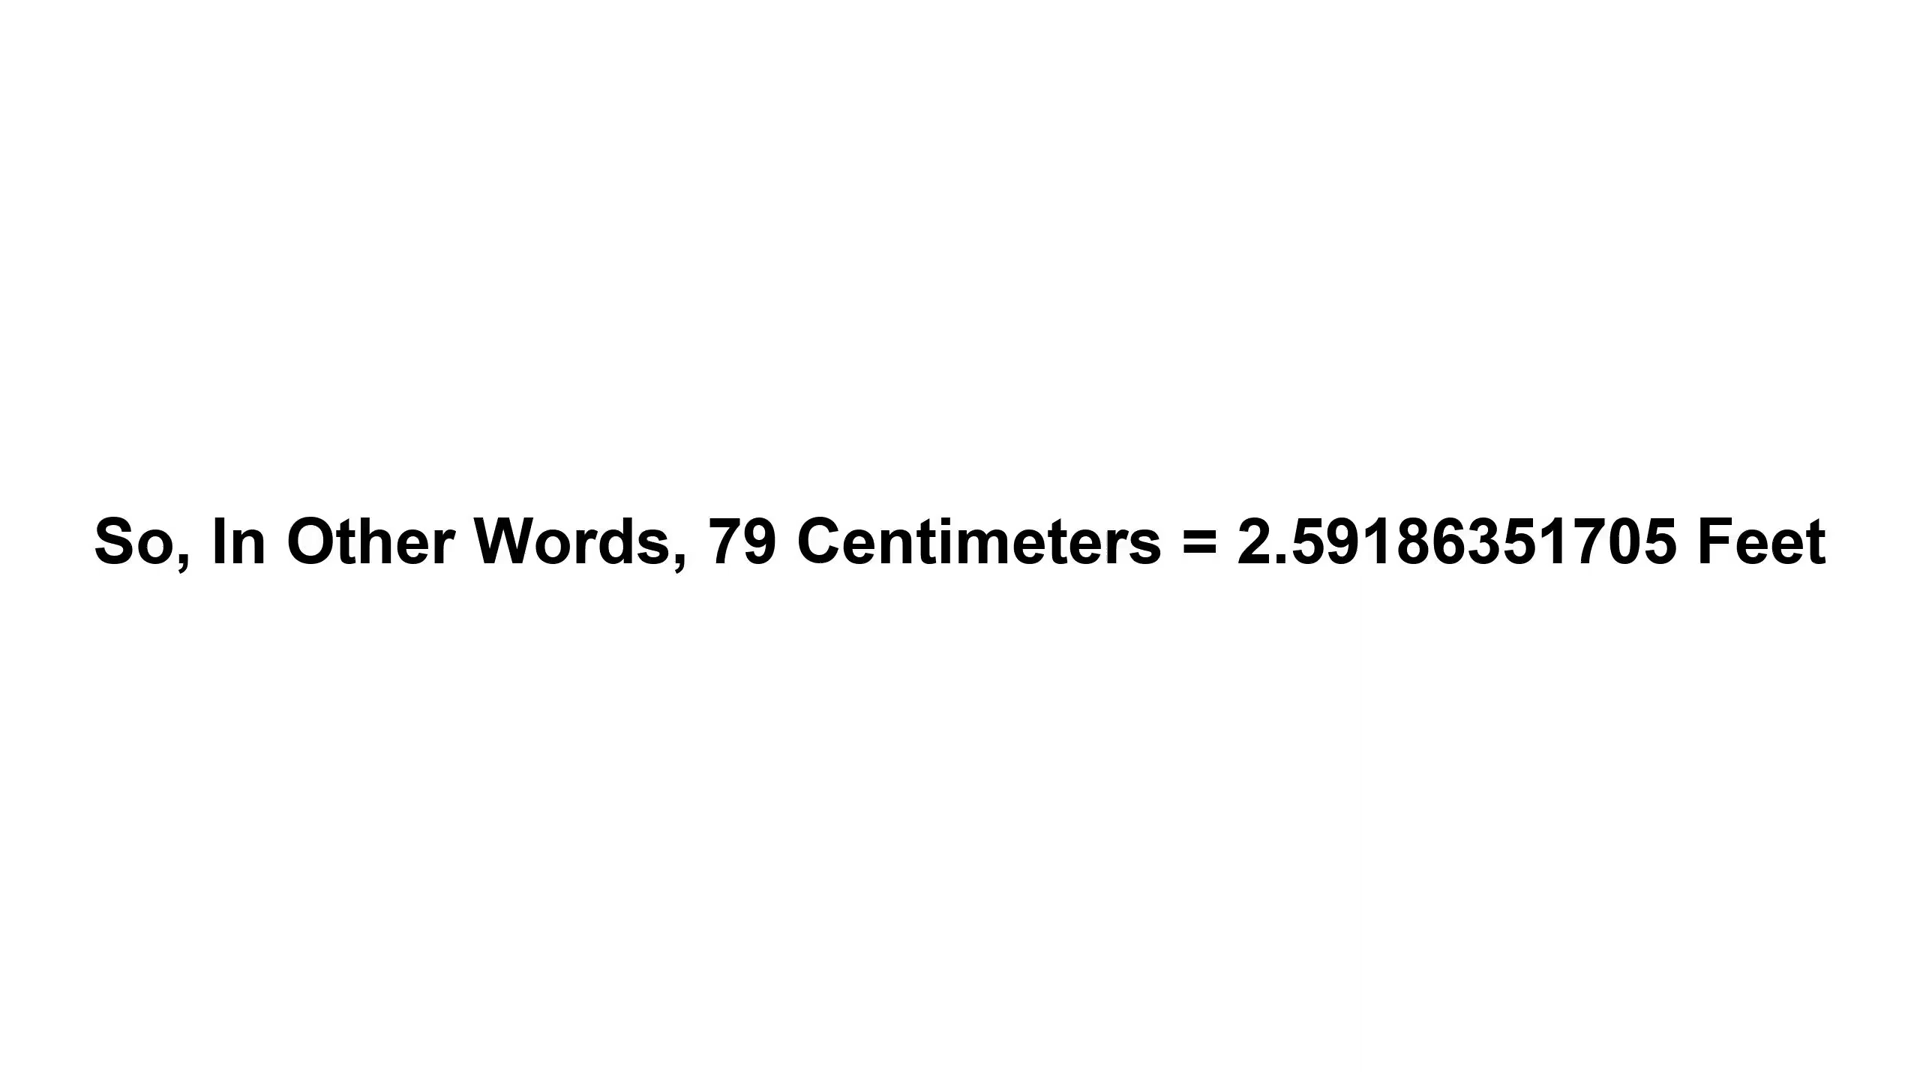 So, In Other Words, 79 Centimeters = 2.59186351705 Feet